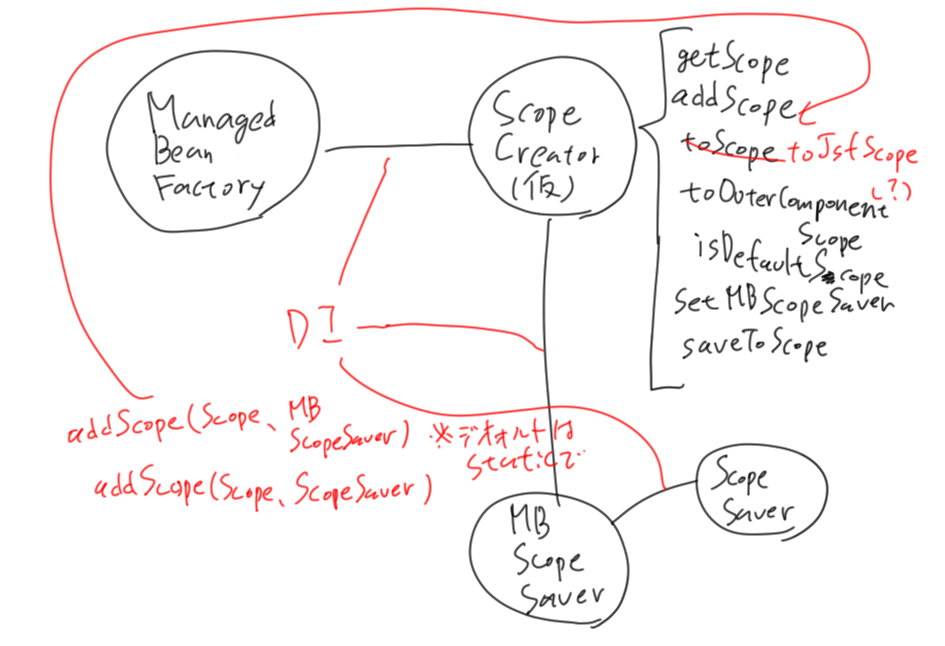 Managed
Bean
Factory
Scope
Creator
(仮)
getScope
addScope
toScope toJsfScope
(?)
toOuterComponent
Scope
isDefaultScope
SetMBScopeSaver
saveToScope
DI
addScope(Scope、MB
ScopeSaver) ※デフォルトは
staticで
addScope(Scope、ScopeSaver)
MB
Scope
Saver
Scope
Saver